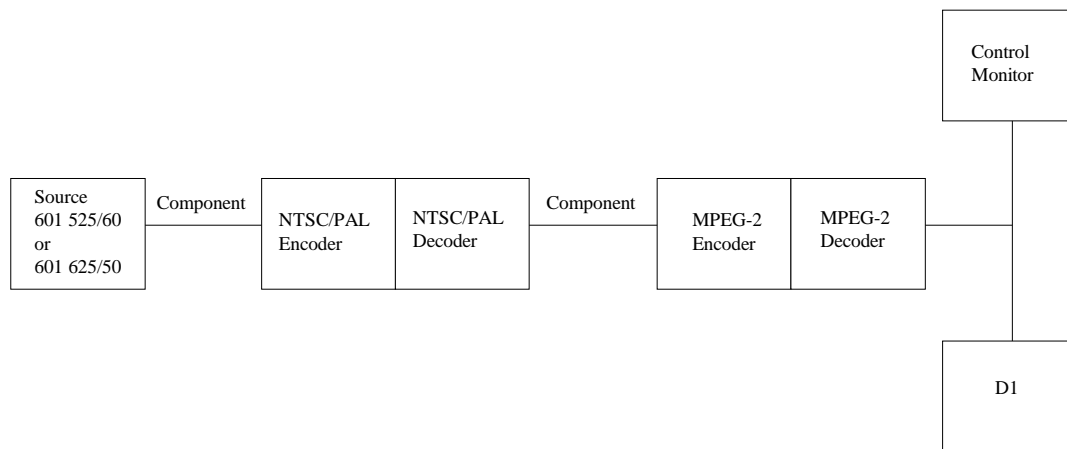 Control
Monitor
Source
601 525/60
or
601 625/50
Component
NTSC/PAL
Encoder
NTSC/PAL
Decoder
Component
MPEG-2
Encoder
MPEG-2
Decoder
D1